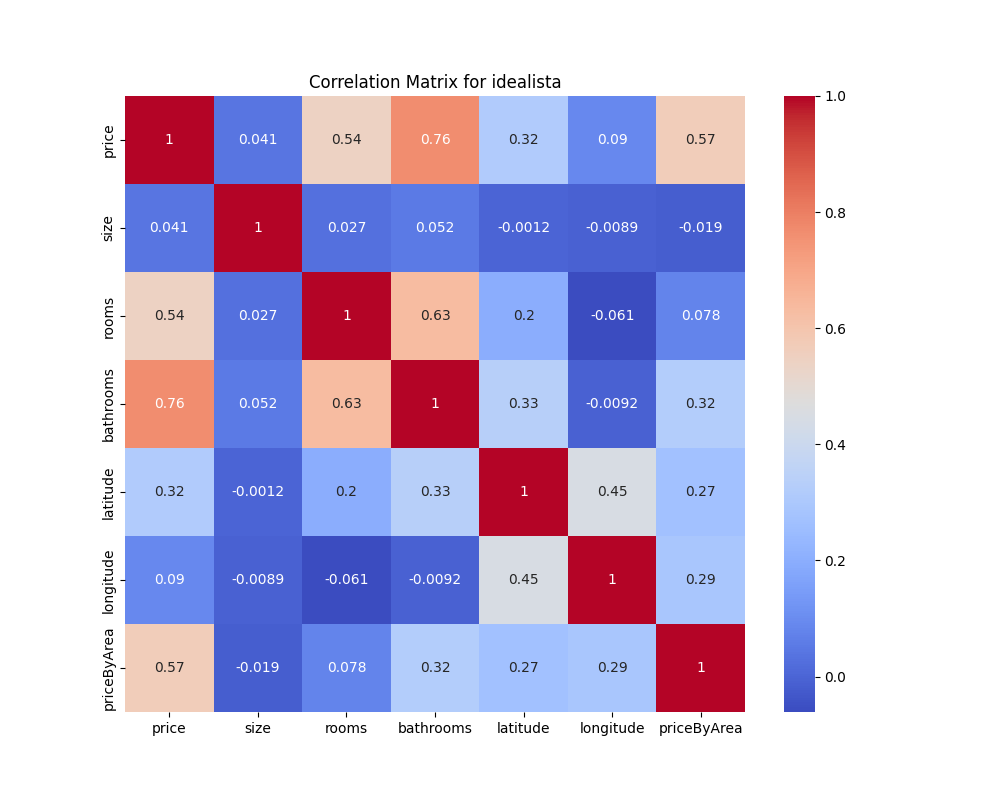 Correlation Matrix for idealista
price 1 0.041 0.54 0.76 0.32 0.09 0.57
size 0.041 1 0.027 0.052 -0.0012 -0.0089 -0.019
rooms 0.54 0.027 1 0.63 0.2 -0.061 0.078
bathrooms 0.76 0.052 0.63 1 0.33 -0.0092 0.32
latitude 0.32 -0.0012 0.2 0.33 1 0.45 0.27
longitude 0.09 -0.0089 -0.061 -0.0092 0.45 1 0.29
priceByArea 0.57 -0.019 0.078 0.32 0.27 0.29 1
price size rooms bathrooms latitude longitude priceByArea
1.0
0.8
0.6
0.4
0.2
0.0